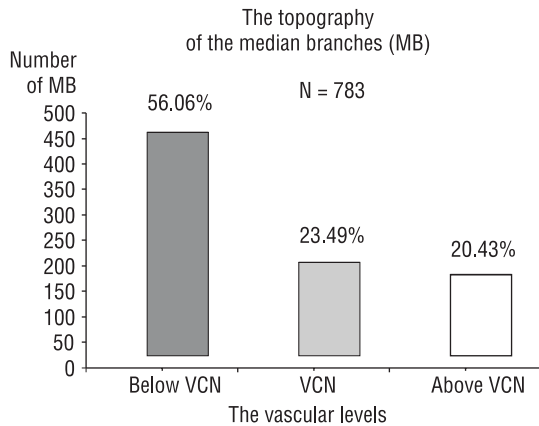 The topography
of the median branches (MB)
Number
of MB
N = 783
500
450
400
350
300
250
200
150
100
50
0
56.06%
23.49%
20.43%
Below VCN
VCN
Above VCN
The vascular levels